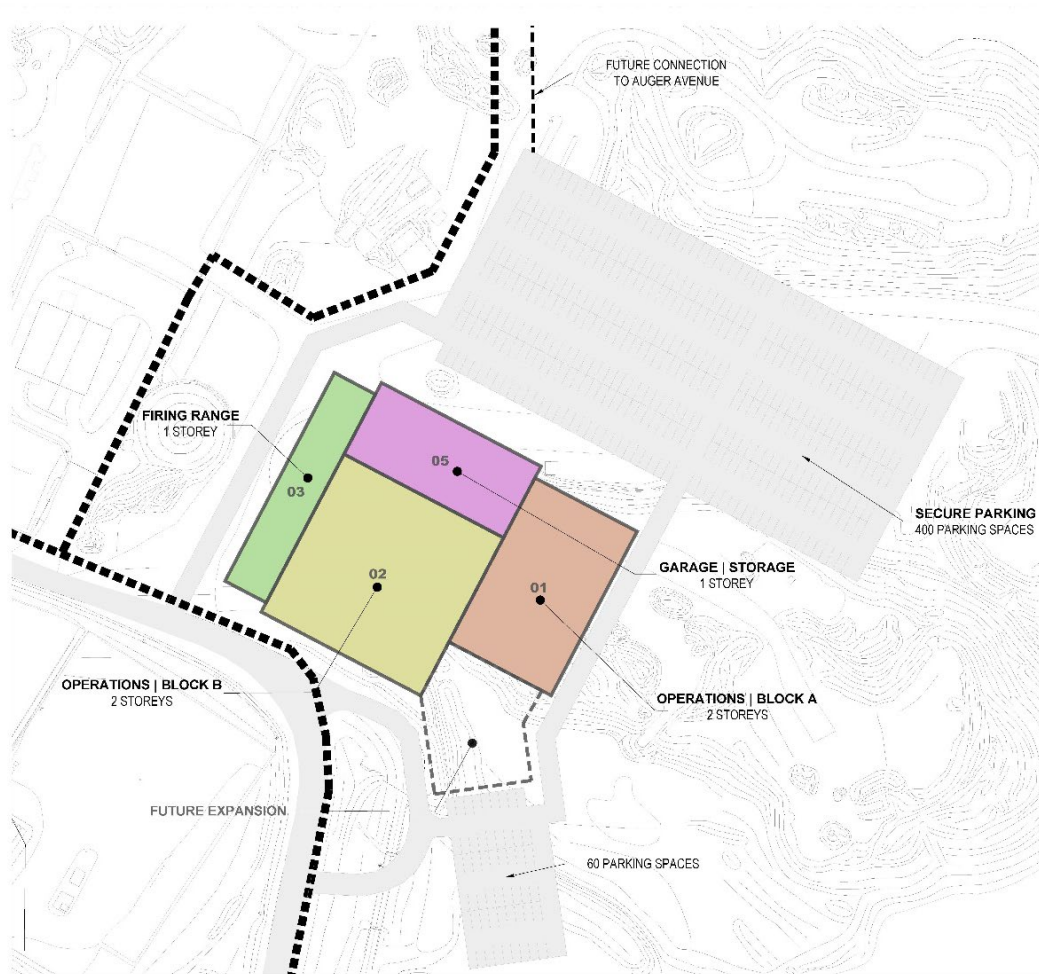 FUTURE CONNECTION
TO AUGER AVENUE
FIRING RANGE
1 STOREY
05
03
SECURE PARKING
400 PARKING SPACES
GARAGE | STORAGE
1 STOREY
02
01
OPERATIONS | BLOCK B
2 STOREYS
OPERATIONS | BLOCK A
2 STOREYS
FUTURE EXPANSION
60 PARKING SPACES